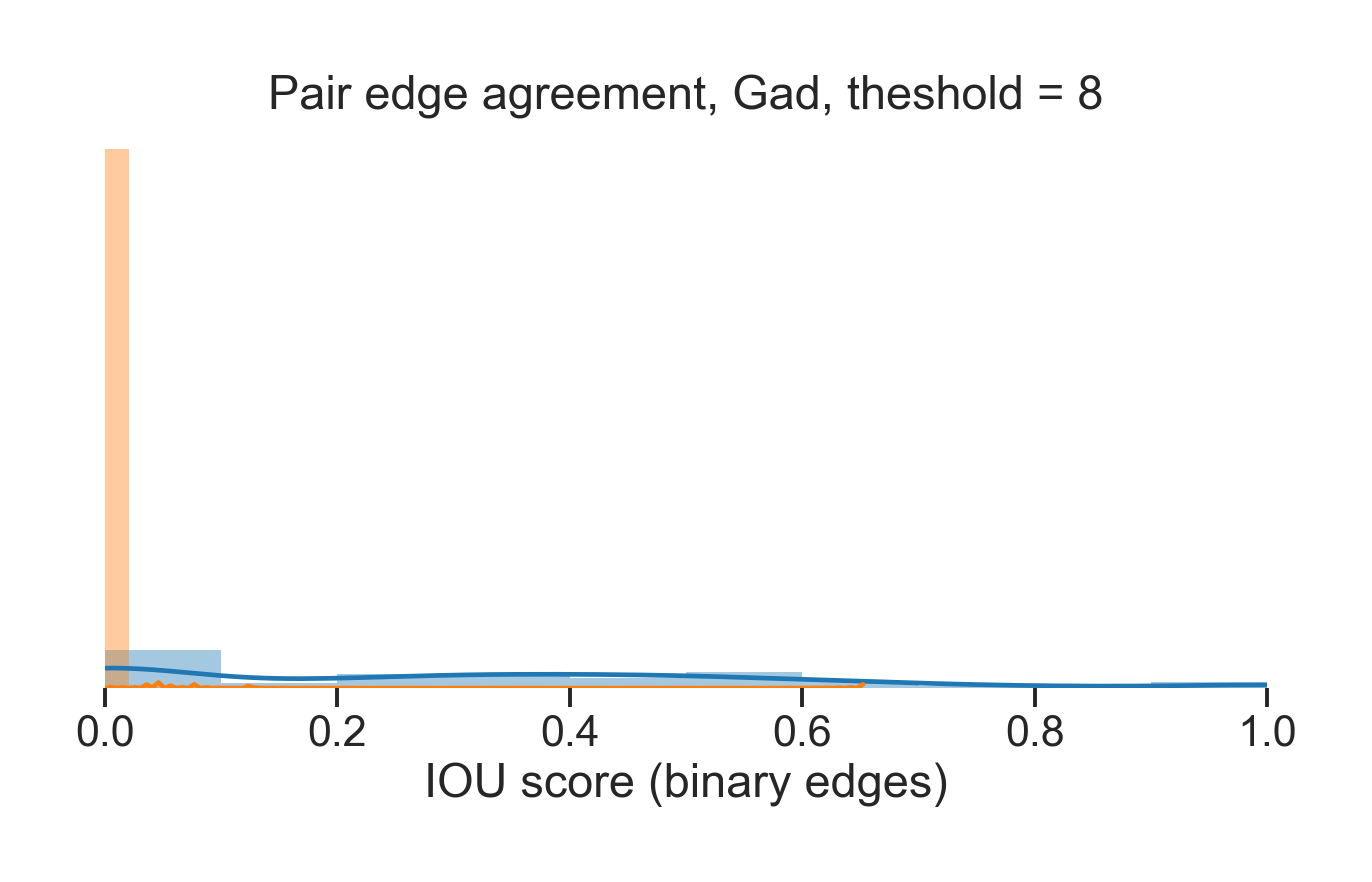 Pair edge agreement, Gad, theshold = 8
0.0 0.2 0.4 0.6 0.8 1.0
IOU score (binary edges)